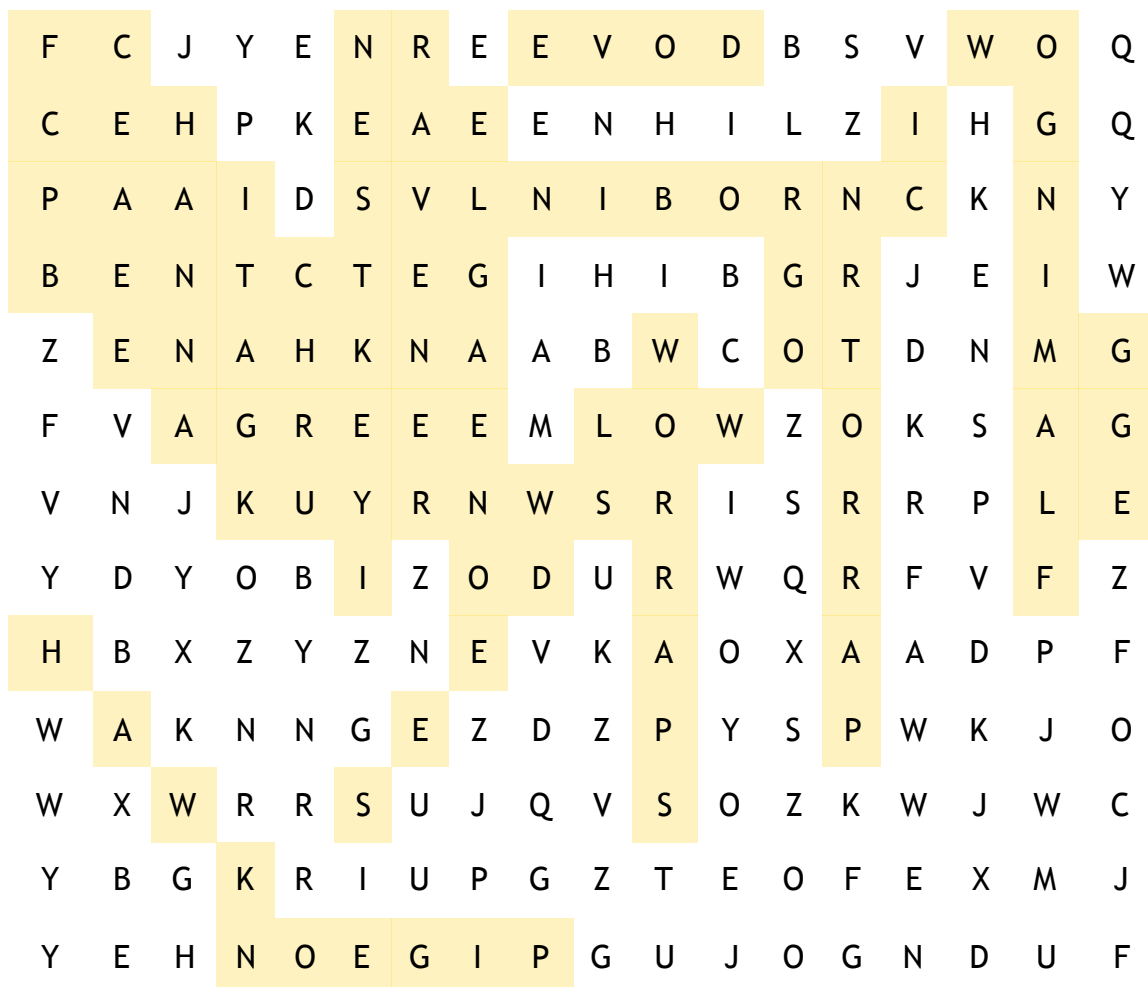 F C J Y E N R E E V O D B S V W O Q
C E H P K E A E E N H I L Z I H G Q
P A A I D S V L N I B O R N C K N Y
B E N T C T E G I H I B G R J E I W
Z E N A H K N A A B W C O T D N M G
F V A G R E E E M L O W Z O K S A G
V N J K U Y R N W S R I S R R P L E
Y D Y O B I Z O D U R W Q R F V F Z
H B X Z Y Z N E V K A O X A A D P F
W A K N N G E Z D Z P Y S P W K J O
W X W R R S U J Q V S O Z K W J W C
Y B G K R I U P G Z T E O F E X M J
Y E H N O E G I P G U J O G N D U F